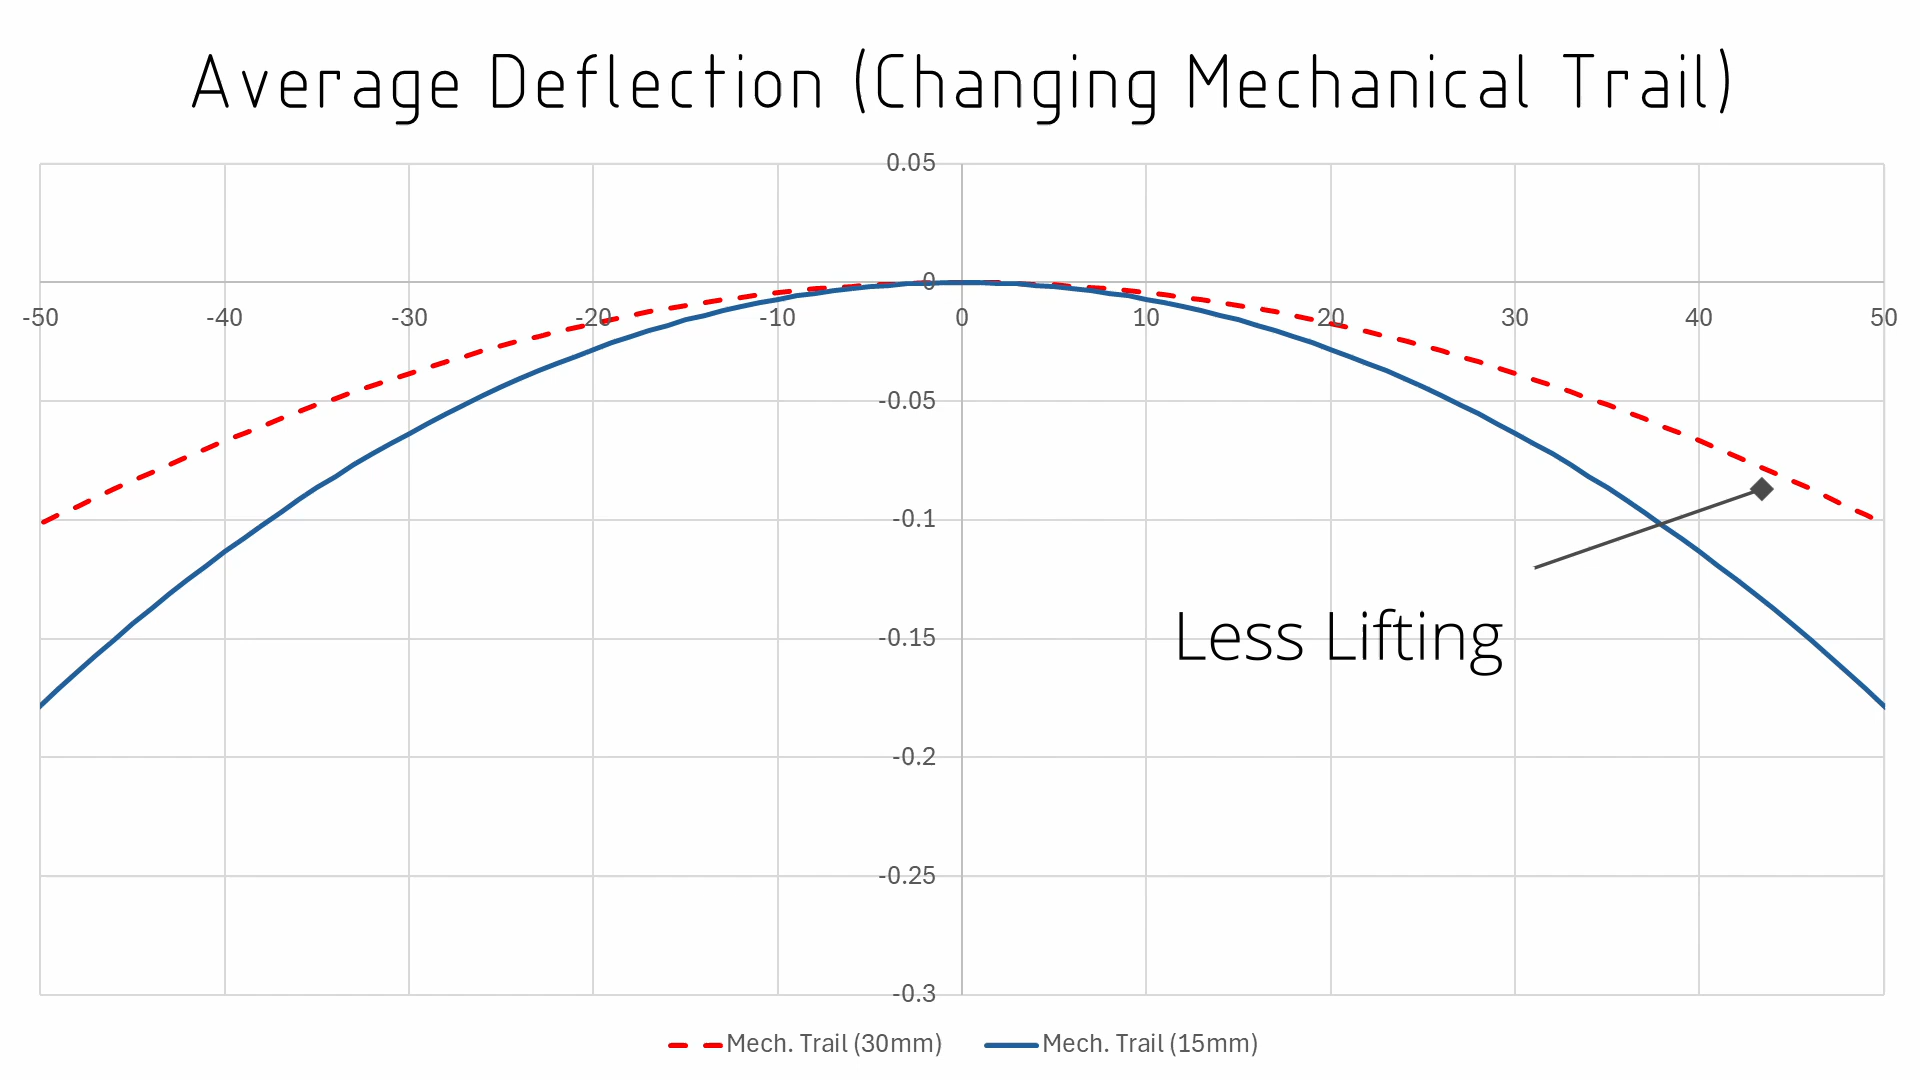 Average Deflection (Changing Mechanical Trail)
0.05
0
-50 -40 -30 -20 -10 0 10 20 30 40 50
-0.05
-0.1
-0.15
Less Lifting
-0.2
-0.25
-0.3
Mech. Trail (30mm) Mech. Trail (15mm)